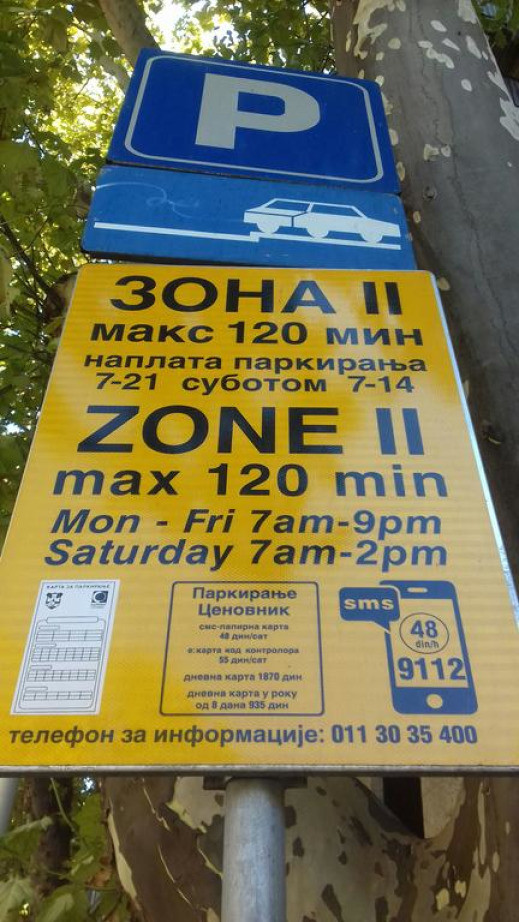 P
ЗОНА II
макс 120 мин
наплата паркирања
7-21 суботом 7-14
ZONE II
max 120 min
Mon - Fri 7am-9pm
Saturday 7am-2pm
КАРТА ЗА ПАРКИРАЊЕ
Паркирање
Ценовник
смс-папирна карта
48 дин/сат
е:карта код контролора
55 дин/сат
дневна карта 1870 дин
дневна карта у року
од 8 дана 935 дин
sms
48
din/h
9112
телефон за информације: 011 30 35 400